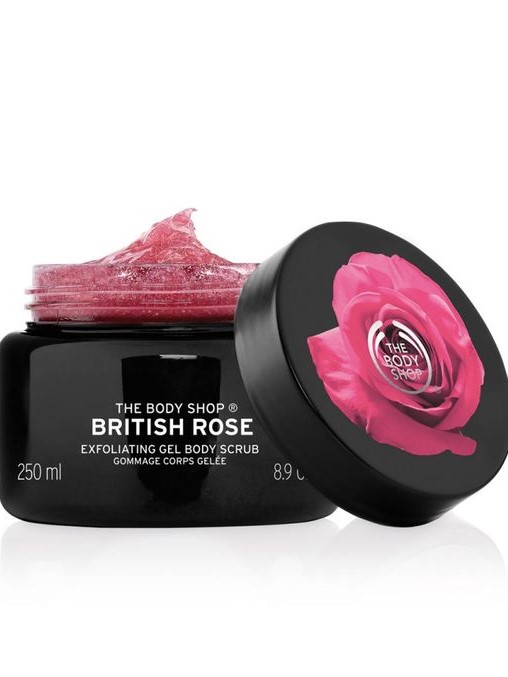 THE BODY SHOP ®
BRITISH ROSE
EXFOLIATING GEL BODY SCRUB
GOMMAGE CORPS GELÉE
250 ml
8.9
THE
BODY
SHOP